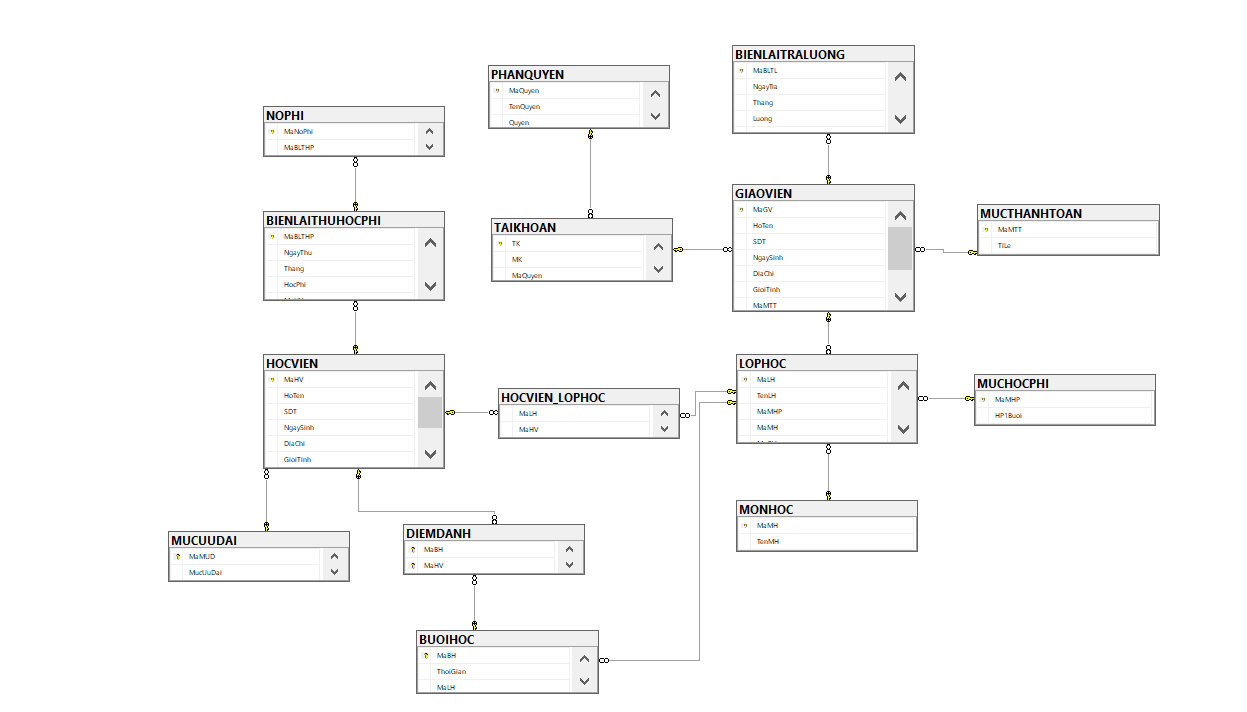 BIENLAITRALUONG
MaBLTL
NgayTra
Thang
Luong
PHANQUYEN
MaQuyen
TenQuyen
Quyen
NOPHI
MaNoPhi
MaBLTHP
BIENLAITHUHOCPHI
MaBLTHP
NgayThu
Thang
HocPhi
TAIKHOAN
TK
MK
MaQuyen
GIAOVIEN
MaGV
HoTen
SDT
NgaySinh
DiaChi
GioiTinh
MaMTT
MUCTHANHTOAN
MaMTT
TiLe
HOCVIEN
MaHV
HoTen
SDT
NgaySinh
DiaChi
GioiTinh
HOCVIEN_LOPHOC
MaLH
MaHV
LOPHOC
MaLH
TenLH
MaMHP
MaMH
MUCHOCPHI
MaMHP
HP1Buoi
MONHOC
MaMH
TenMH
MUCUUDAI
MaMUD
MucUuDai
DIEMDANH
MaBH
MaHV
BUOIHOC
MaBH
ThoiGian
MaLH